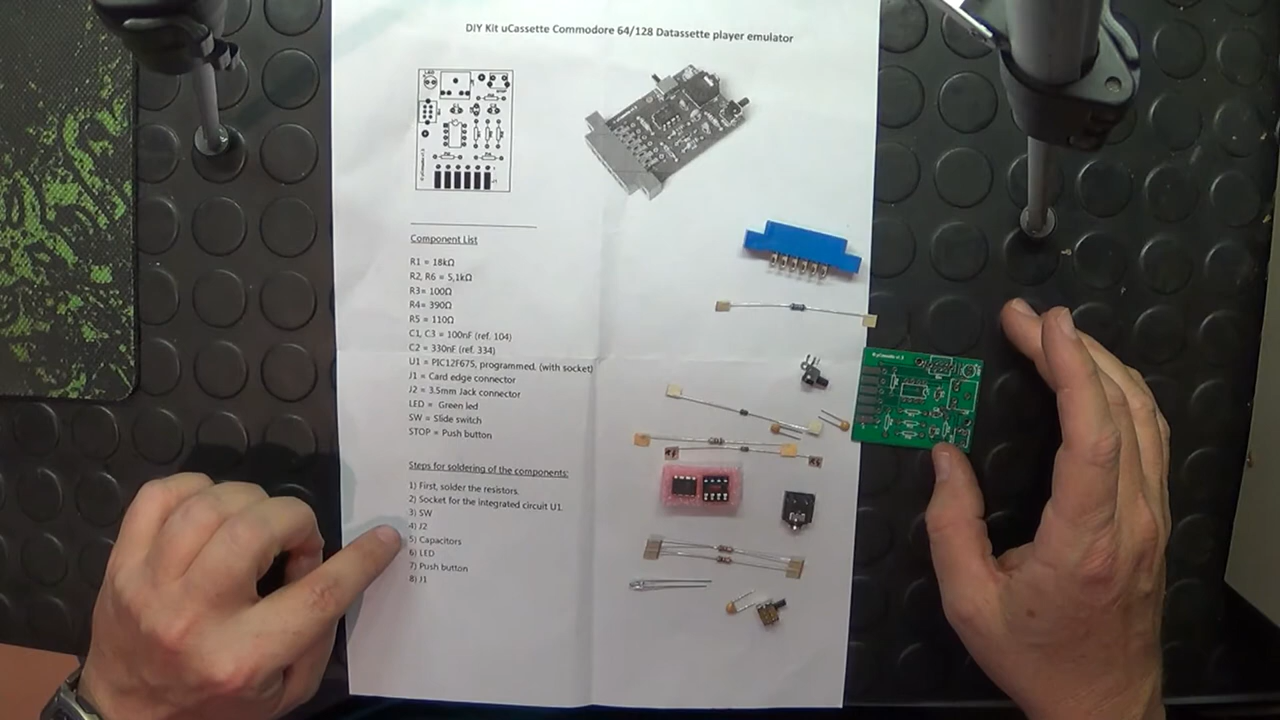 DIY Kit uCassette Commodore 64/128 Datassette player emulator
LED
Component List
R1 = 18kΩ
R2, R6 = 5,1kΩ
R3= 100Ω
R4= 390Ω
R5 = 110Ω
C1, C3 = 100nF (ref. 104)
C2 = 330nF (ref. 334)
U1 = PIC12F675, programmed, (with socket)
J1 = Card edge connector
J2 = 3.5mm Jack connector
LED = Green led
SW = Slide switch
STOP = Push button
Steps for soldering of the components:
1) First, solder the resistors.
2) Socket for the integrated circuit U1.
3) SW
4) J2
5) Capacitors
6) LED
7) Push button
8) J1